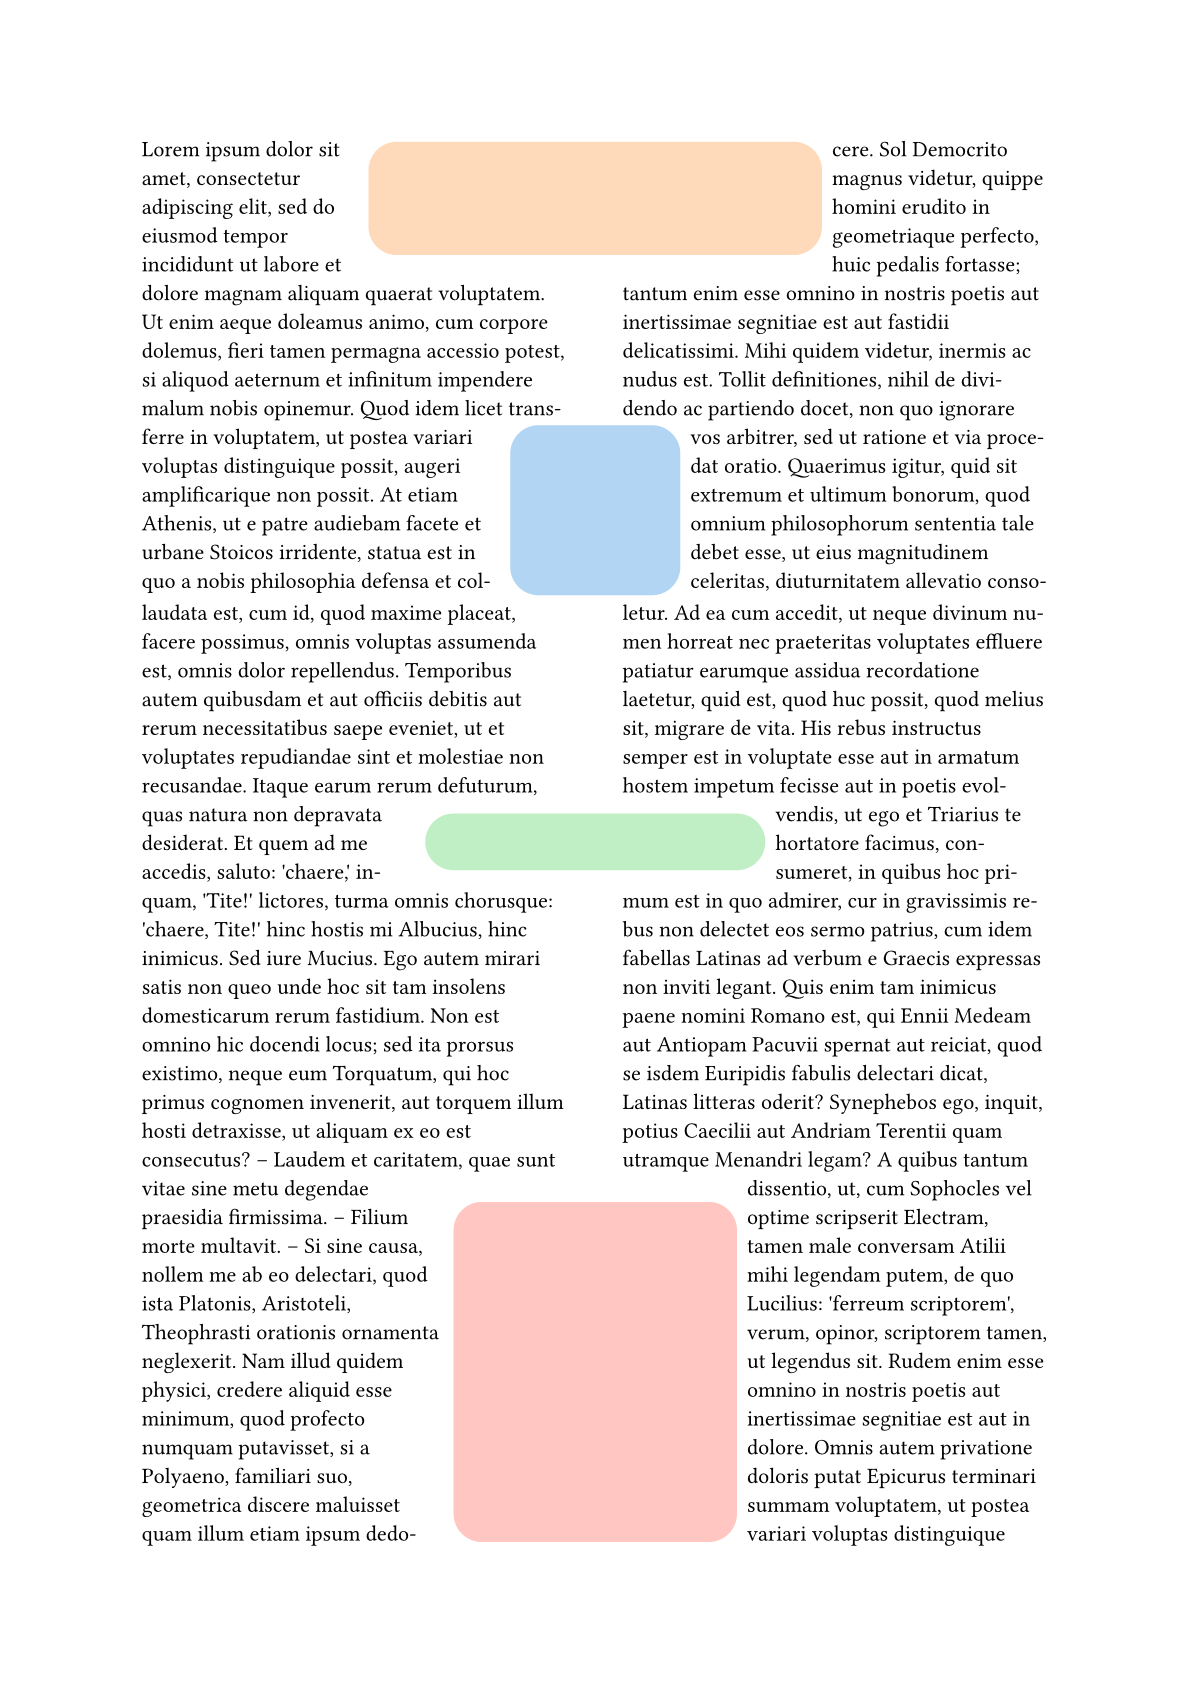 Lorem ipsum dolor sit
amet, consectetur
adipiscing elit, sed do
eiusmod tempor
incididunt ut labore et
dolore magnam aliquam quaerat voluptatem.
Ut enim aeque doleamus animo, cum corpore
dolemus, fieri tamen permagna accessio potest,
si aliquod aeternum et infinitum impendere
malum nobis opinemur. Quod idem licet trans-
ferre in voluptatem, ut postea variari
voluptas distinguique possit, augeri
amplificarique non possit. At etiam
Athenis, ut e patre audiebam facete et
urbane Stoicos irridente, statua est in
quo a nobis philosophia defensa et col-
laudata est, cum id, quod maxime placeat,
facere possimus, omnis voluptas assumenda
est, omnis dolor repellendus. Temporibus
autem quibusdam et aut officiis debitis aut
rerum necessitatibus saepe eveniet, ut et
voluptates repudiandae sint et molestiae non
recusandae. Itaque earum rerum defuturum,
quas natura non depravata
desiderat. Et quem ad me
accedis, saluto: 'chaere,' in-
quam, 'Tite!' lictores, turma omnis chorusque:
'chaere, Tite!' hinc hostis mi Albucius, hinc
inimicus. Sed iure Mucius. Ego autem mirari
satis non queo unde hoc sit tam insolens
domesticarum rerum fastidium. Non est
omnino hic docendi locus; sed ita prorsus
existimo, neque eum Torquatum, qui hoc
primus cognomen invenerit, aut torquem illum
hosti detraxisse, ut aliquam ex eo est
consecutus? – Laudem et caritatem, quae sunt
vitae sine metu degendae
praesidia firmissima. – Filium
morte multavit. – Si sine causa,
nollem me ab eo delectari, quod
ista Platonis, Aristoteli,
Theophrasti orationis ornamenta
neglexerit. Nam illud quidem
physici, credere aliquid esse
minimum, quod profecto
numquam putavisset, si a
Polyaeno, familiari suo,
geometrica discere maluisset
quam illum etiam ipsum dedo-
cere. Sol Democrito
magnus videtur, quippe
homini erudito in
geometriaque perfecto,
huic pedalis fortasse;
tantum enim esse omnino in nostris poetis aut
inertissimae segnitiae est aut fastidii
delicatissimi. Mihi quidem videtur, inermis ac
nudus est. Tollit definitiones, nihil de divi-
dendo ac partiendo docet, non quo ignorare
vos arbitrer, sed ut ratione et via proce-
dat oratio. Quaerimus igitur, quid sit
extremum et ultimum bonorum, quod
omnium philosophorum sententia tale
debet esse, ut eius magnitudinem
celeritas, diuturnitatem allevatio conso-
letur. Ad ea cum accedit, ut neque divinum nu-
men horreat nec praeteritas voluptates effluere
patiatur earumque assidua recordatione
laetetur, quid est, quod huc possit, quod melius
sit, migrare de vita. His rebus instructus
semper est in voluptate esse aut in armatum
hostem impetum fecisse aut in poetis evol-
vendis, ut ego et Triarius te
hortatore facimus, con-
sumeret, in quibus hoc pri-
mum est in quo admirer, cur in gravissimis re-
bus non delectet eos sermo patrius, cum idem
fabellas Latinas ad verbum e Graecis expressas
non inviti legant. Quis enim tam inimicus
paene nomini Romano est, qui Ennii Medeam
aut Antiopam Pacuvii spernat aut reiciat, quod
se isdem Euripidis fabulis delectari dicat,
Latinas litteras oderit? Synephebos ego, inquit,
potius Caecilii aut Andriam Terentii quam
utramque Menandri legam? A quibus tantum
dissentio, ut, cum Sophocles vel
optime scripserit Electram,
tamen male conversam Atilii
mihi legendam putem, de quo
Lucilius: 'ferreum scriptorem',
verum, opinor, scriptorem tamen,
ut legendus sit. Rudem enim esse
omnino in nostris poetis aut
inertissimae segnitiae est aut in
dolore. Omnis autem privatione
doloris putat Epicurus terminari
summam voluptatem, ut postea
variari voluptas distinguique